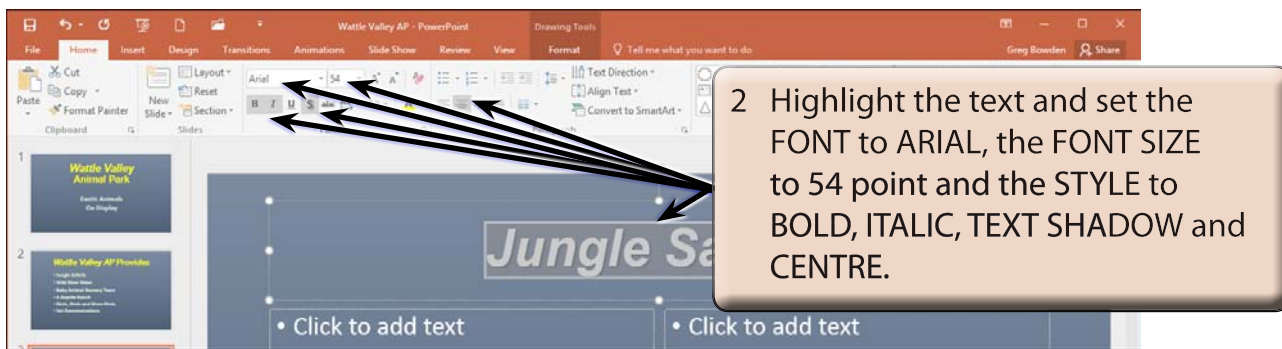 Wattle Valley AP - PowerPoint
Drawing Tools
File Home Insert Design Transitions Animations Slide Show Review View Format Tell me what you want to do Greg Bowden Share
Cut
Copy
Format Painter
Paste
Clipboard
New
Slide
Layout
Reset
Section
Slides
Arial 54
B I U S abc
Text Direction
Align Text
Convert to SmartArt
1
Wattle Valley
Animal Park
Exotic Animals
On Display
2
Wattle Valley AP Provides
Jungle Sa
• Click to add text
• Click to add text
2 Highlight the text and set the
FONT to ARIAL, the FONT SIZE
to 54 point and the STYLE to
BOLD, ITALIC, TEXT SHADOW and
CENTRE.